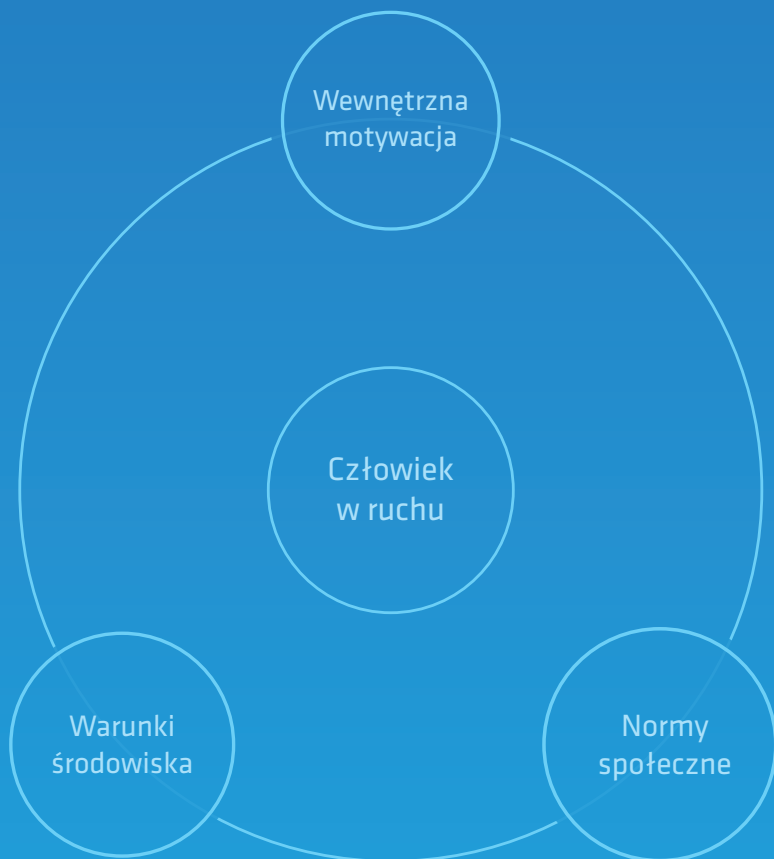 Wewnętrzna
motywacja
Człowiek
w ruchu
Warunki
środowiska
Normy
społeczne